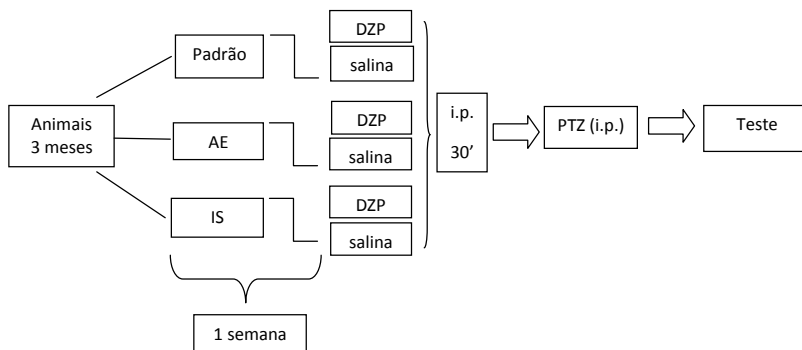 Animais
3 meses
Padrão
AE
IS
DZP
salina
DZP
salina
DZP
salina
i.p.
30’
PTZ (i.p.)
Teste
1 semana